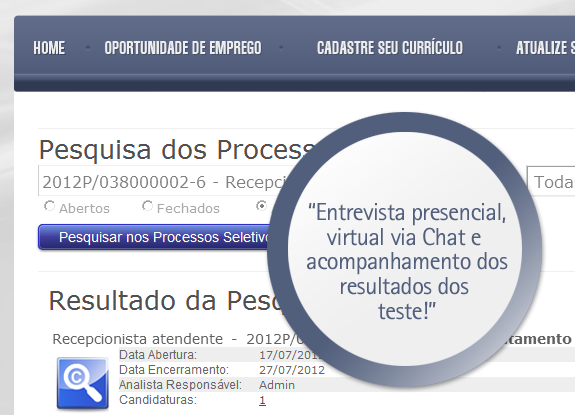 HOME OPORTUNIDADE DE EMPREGO CADASTRE SEU CURRÍCULO ATUALIZE S
Pesquisa dos Process
2012P/038000002-6 - Recepci Toda
Abertos Fechados
Pesquisar nos Processos Seletivo
“Entrevista presencial,
virtual via Chat e
acompanhamento dos
resultados dos
teste!”
Resultado da Pesq
Recepcionista atendente - 2012P/0 tamento
Data Abertura: 17/07/201
Data Encerramento: 27/07/2012
Analista Responsável: Admin
Candidaturas: 1